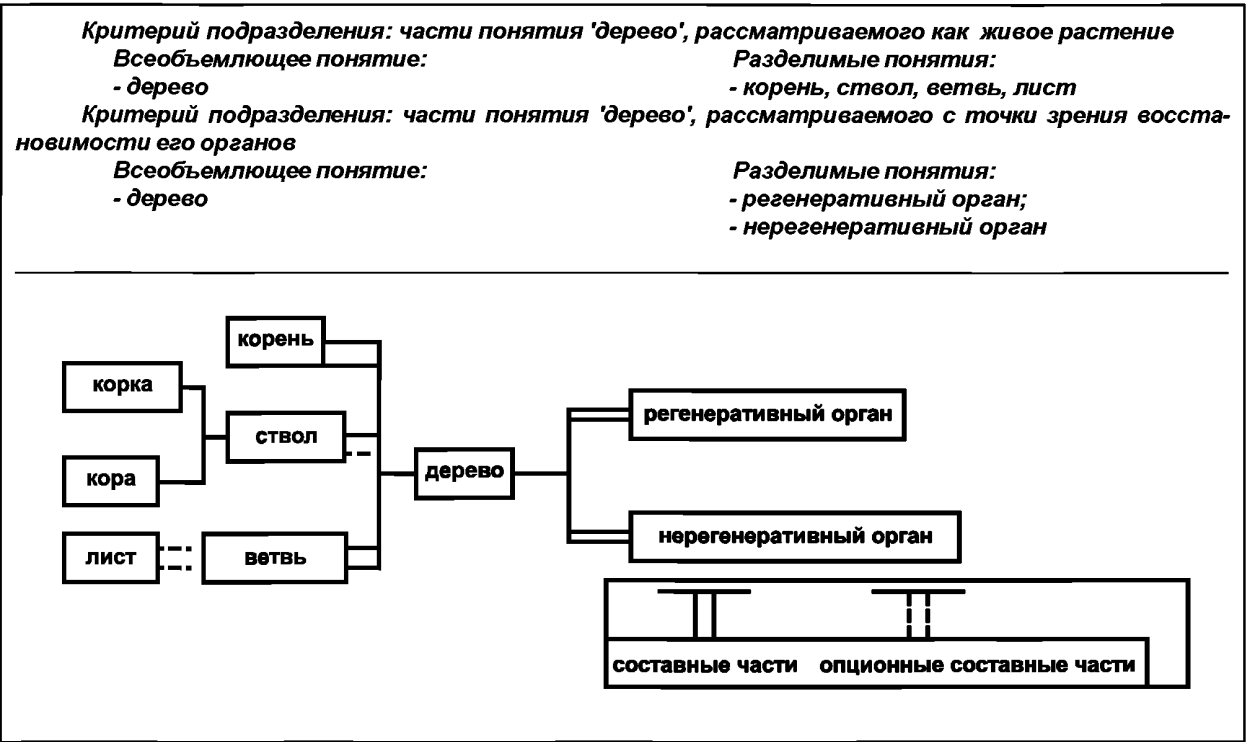 Критерий подразделения: части понятия 'дерево', рассматриваемого как живое растение
Всеобъемлющее понятие: Разделимые понятия:
- дерево - корень, ствол, ветвь, лист
Критерий подразделения: части понятия 'дерево', рассматриваемого с точки зрения восста-
новимости его органов
Всеобъемлющее понятие: Разделимые понятия:
- дерево - регенеративный орган;
- нерегенеративный орган
корень
корка
регенеративный орган
ствол
дерево
кора
нерегенеративный орган
лист ветвь
составные части опционные составные части